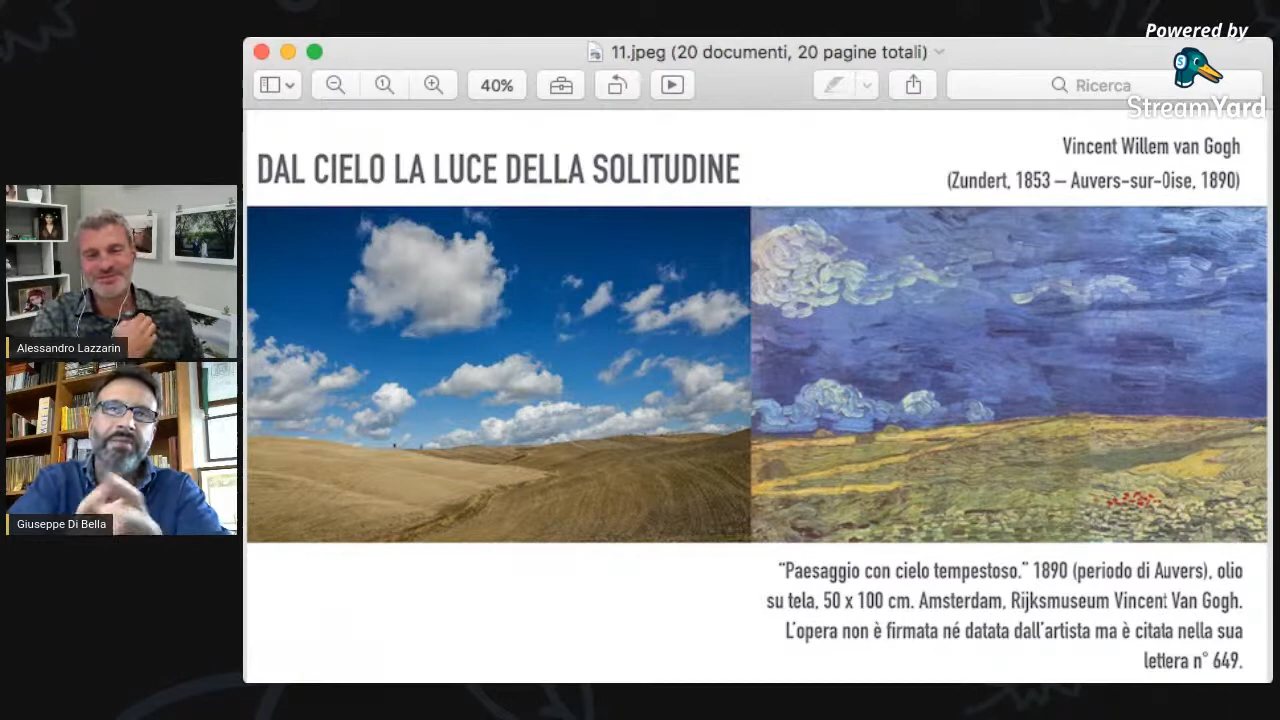 Powered by
StreamYard
11.jpeg (20 documenti, 20 pagine totali)
40%
Ricerca
DAL CIELO LA LUCE DELLA SOLITUDINE
Vincent Willem van Gogh
(Zundert, 1853 – Auvers-sur-Oise, 1890)
Alessandro Lazzarin
Giuseppe Di Bella
“Paesaggio con cielo tempestoso.” 1890 (periodo di Auvers), olio
su tela, 50 x 100 cm. Amsterdam, Rijksmuseum Vincent Van Gogh.
L’opera non è firmata né datata dall’artista ma è citata nella sua
lettera n° 649.